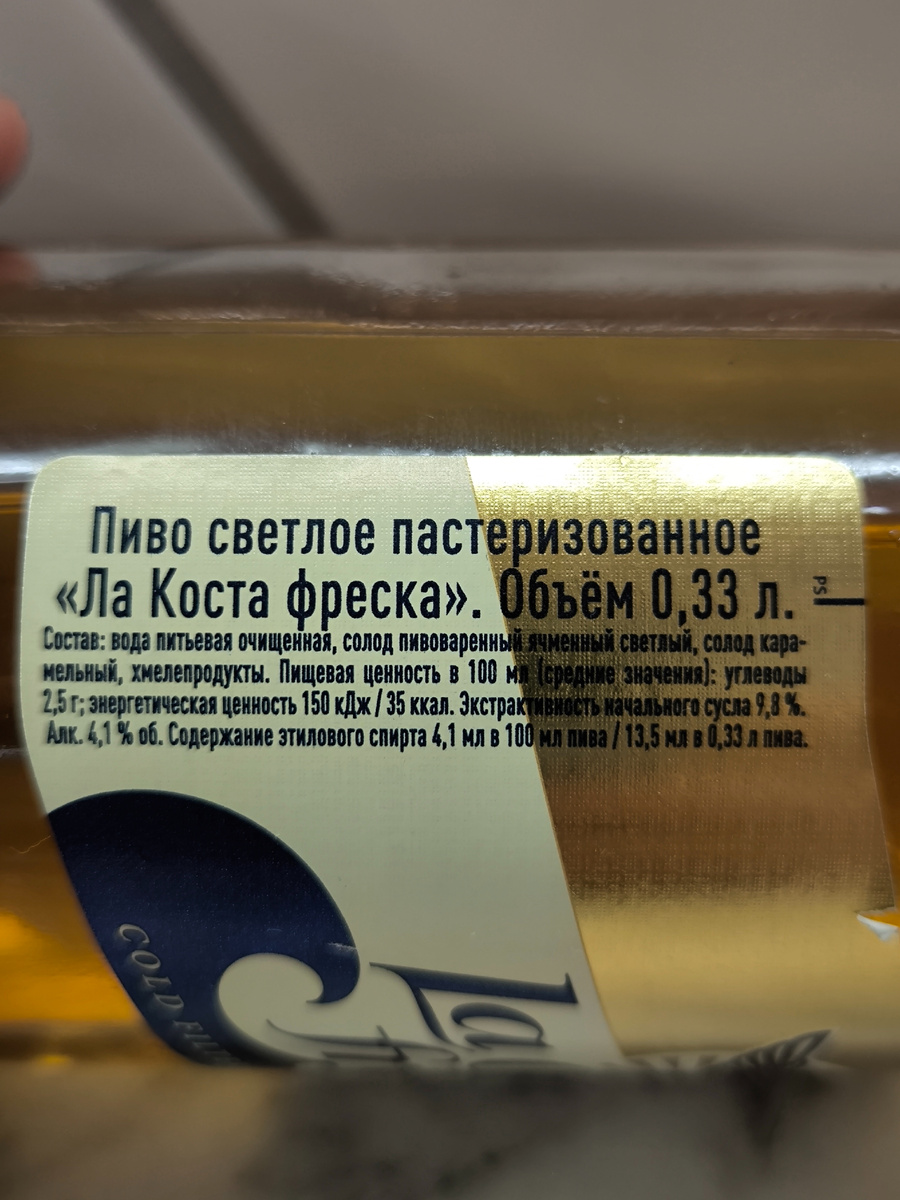 Пиво светлое пастеризованное
«Ла Коста фреска». Объём 0,33 л.
PS
Состав: вода питьевая очищенная, солод пивоваренный ячменный светлый, солод кара-
мельный, хмелепродукты. Пищевая ценность в 100 мл (средние значения): углеводы
2,5 г; энергетическая ценность 150 кДж / 35 ккал. Экстрактивность начального сусла 9,8 %.
Алк. 4,1 % об. Содержание этилового спирта 4,1 мл в 100 мл пива / 13,5 мл в 0,33 л пива.
COLD
La